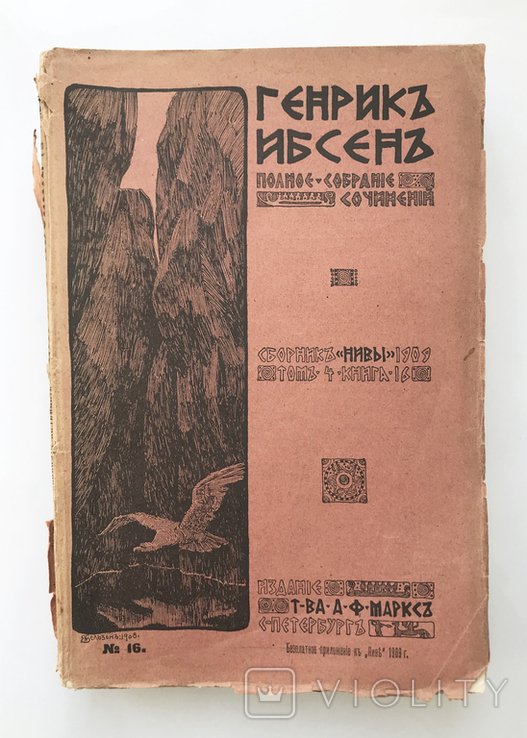 ГЕНРИКЪ
ИБСЕНЪ
ПОЛНОЕ СОБРАНІЕ
СОЧИНЕНІЙ
СБОРНИКЪ «НИВЫ» 1909
ТОМЪ · 4 · КНИГА · 16
ИЗДАНІЕ
Т-ВА · А · Ф · МАРКСЪ
С-ПЕТЕРБУРГЪ
1908.
№ 16.
Безплатное приложеніе къ „Нивѣ" 1909 г.
VIOLITY